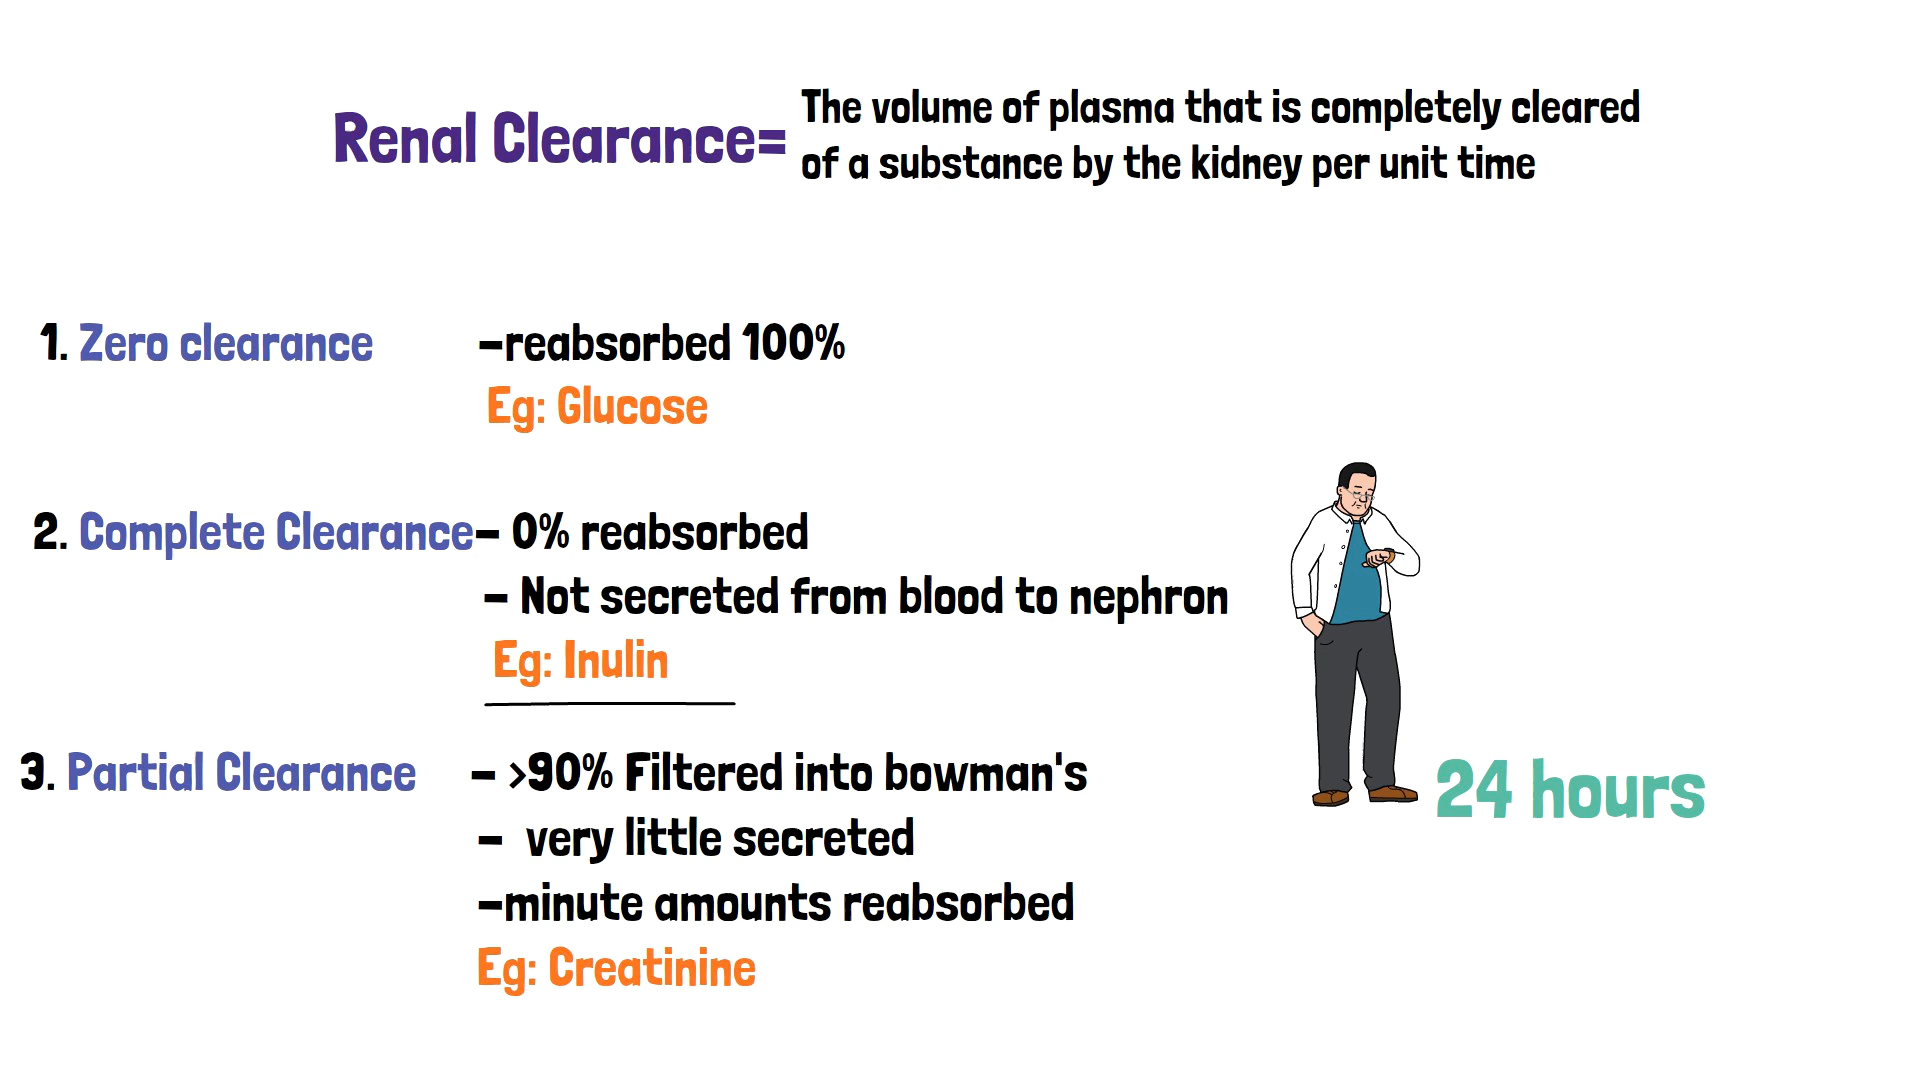 Renal Clearance=
The volume of plasma that is completely cleared
of a substance by the kidney per unit time
1. Zero clearance
-reabsorbed 100%
Eg: Glucose
2. Complete Clearance
- 0% reabsorbed
- Not secreted from blood to nephron
Eg: Inulin
3. Partial Clearance
- >90% Filtered into bowman's
- very little secreted
-minute amounts reabsorbed
Eg: Creatinine
24 hours